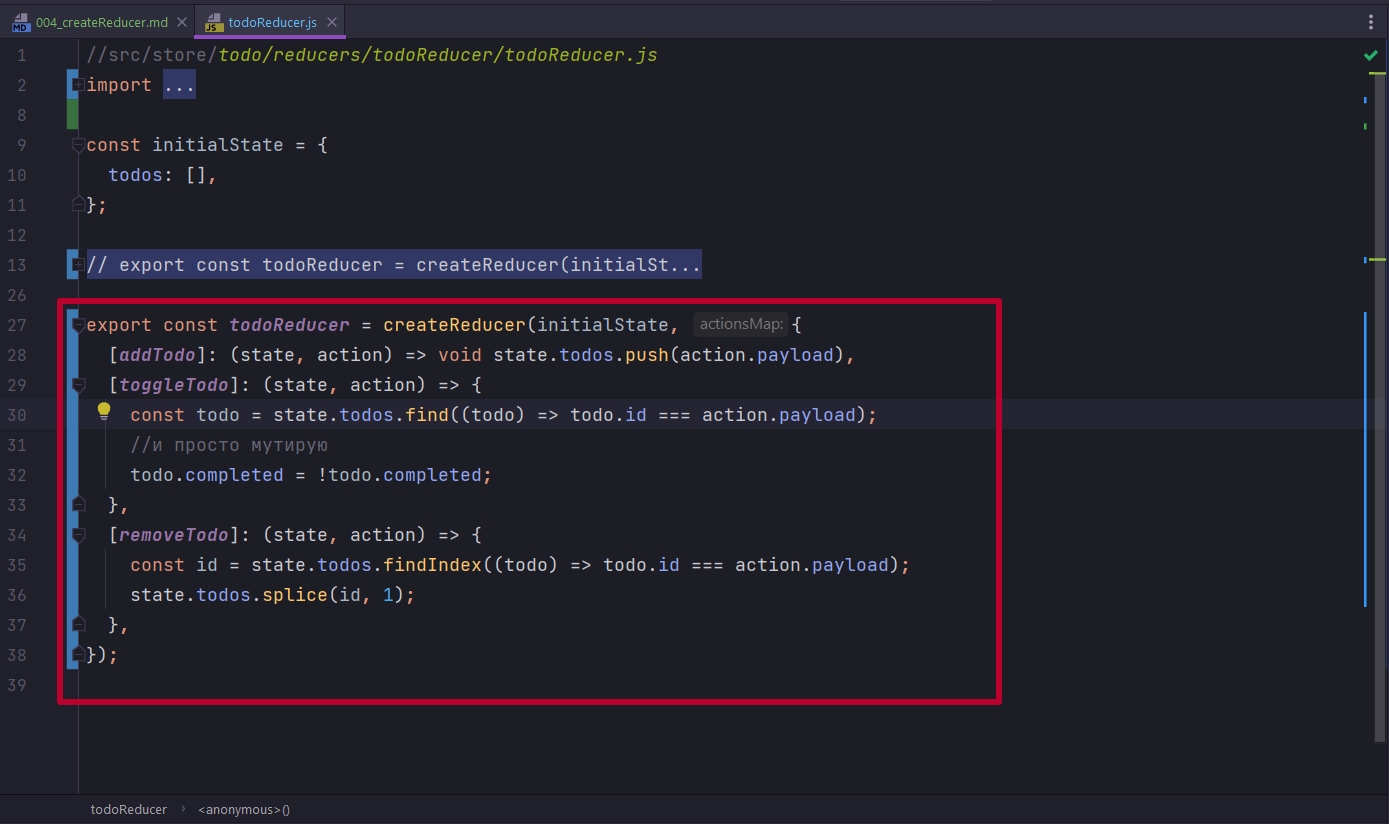 004_createReducer.md
todoReducer.js
1 //src/store/todo/reducers/todoReducer/todoReducer.js
2 import ...
8
9 const initialState = {
10 todos: [],
11 };
12
13 // export const todoReducer = createReducer(initialSt...
26
27 export const todoReducer = createReducer(initialState, actionsMap: {
28 [addTodo]: (state, action) => void state.todos.push(action.payload),
29 [toggleTodo]: (state, action) => {
30 const todo = state.todos.find((todo) => todo.id === action.payload);
31 //и просто мутирую
32 todo.completed = !todo.completed;
33 },
34 [removeTodo]: (state, action) => {
35 const id = state.todos.findIndex((todo) => todo.id === action.payload);
36 state.todos.splice(id, 1);
37 },
38 });
39
todoReducer › <anonymous>()